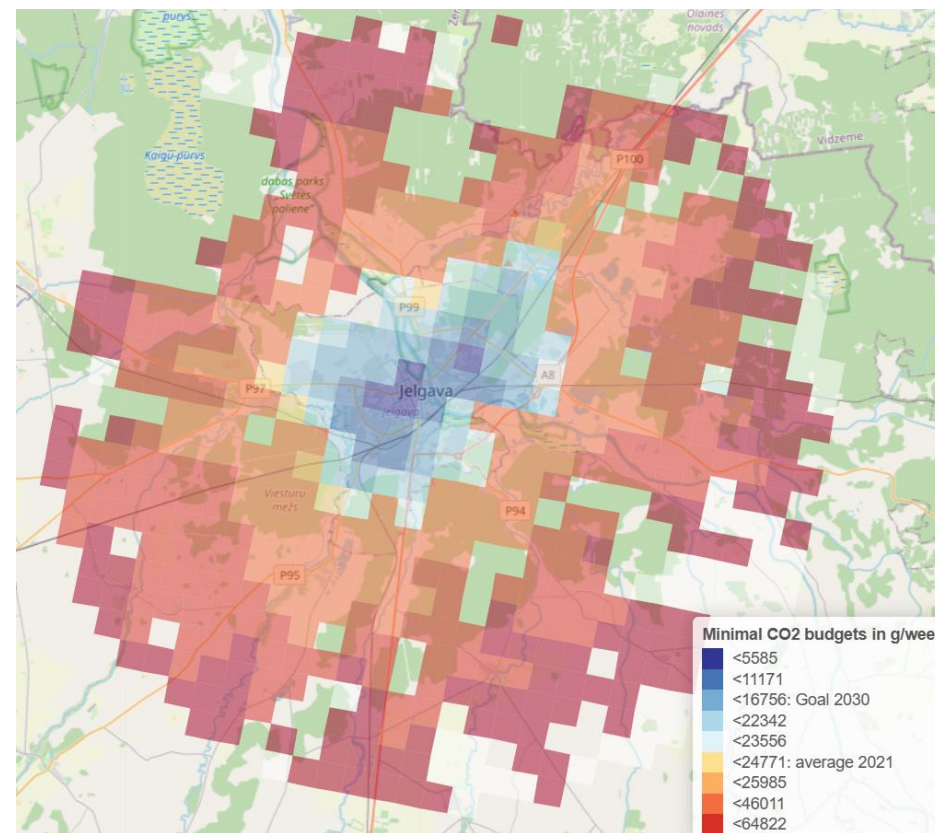 purvs
Olaines
novads
Vidzeme
Kaigu purvs
P100
dabas parks
„Svētes
paliene"
P99
A8
Jelgava
Jelgava
P97
Viesturu
mežs
P94
P95
Minimal CO2 budgets in g/wee
<5585
<11171
<16756: Goal 2030
<22342
<23556
<24771: average 2021
<25985
<46011
<64822